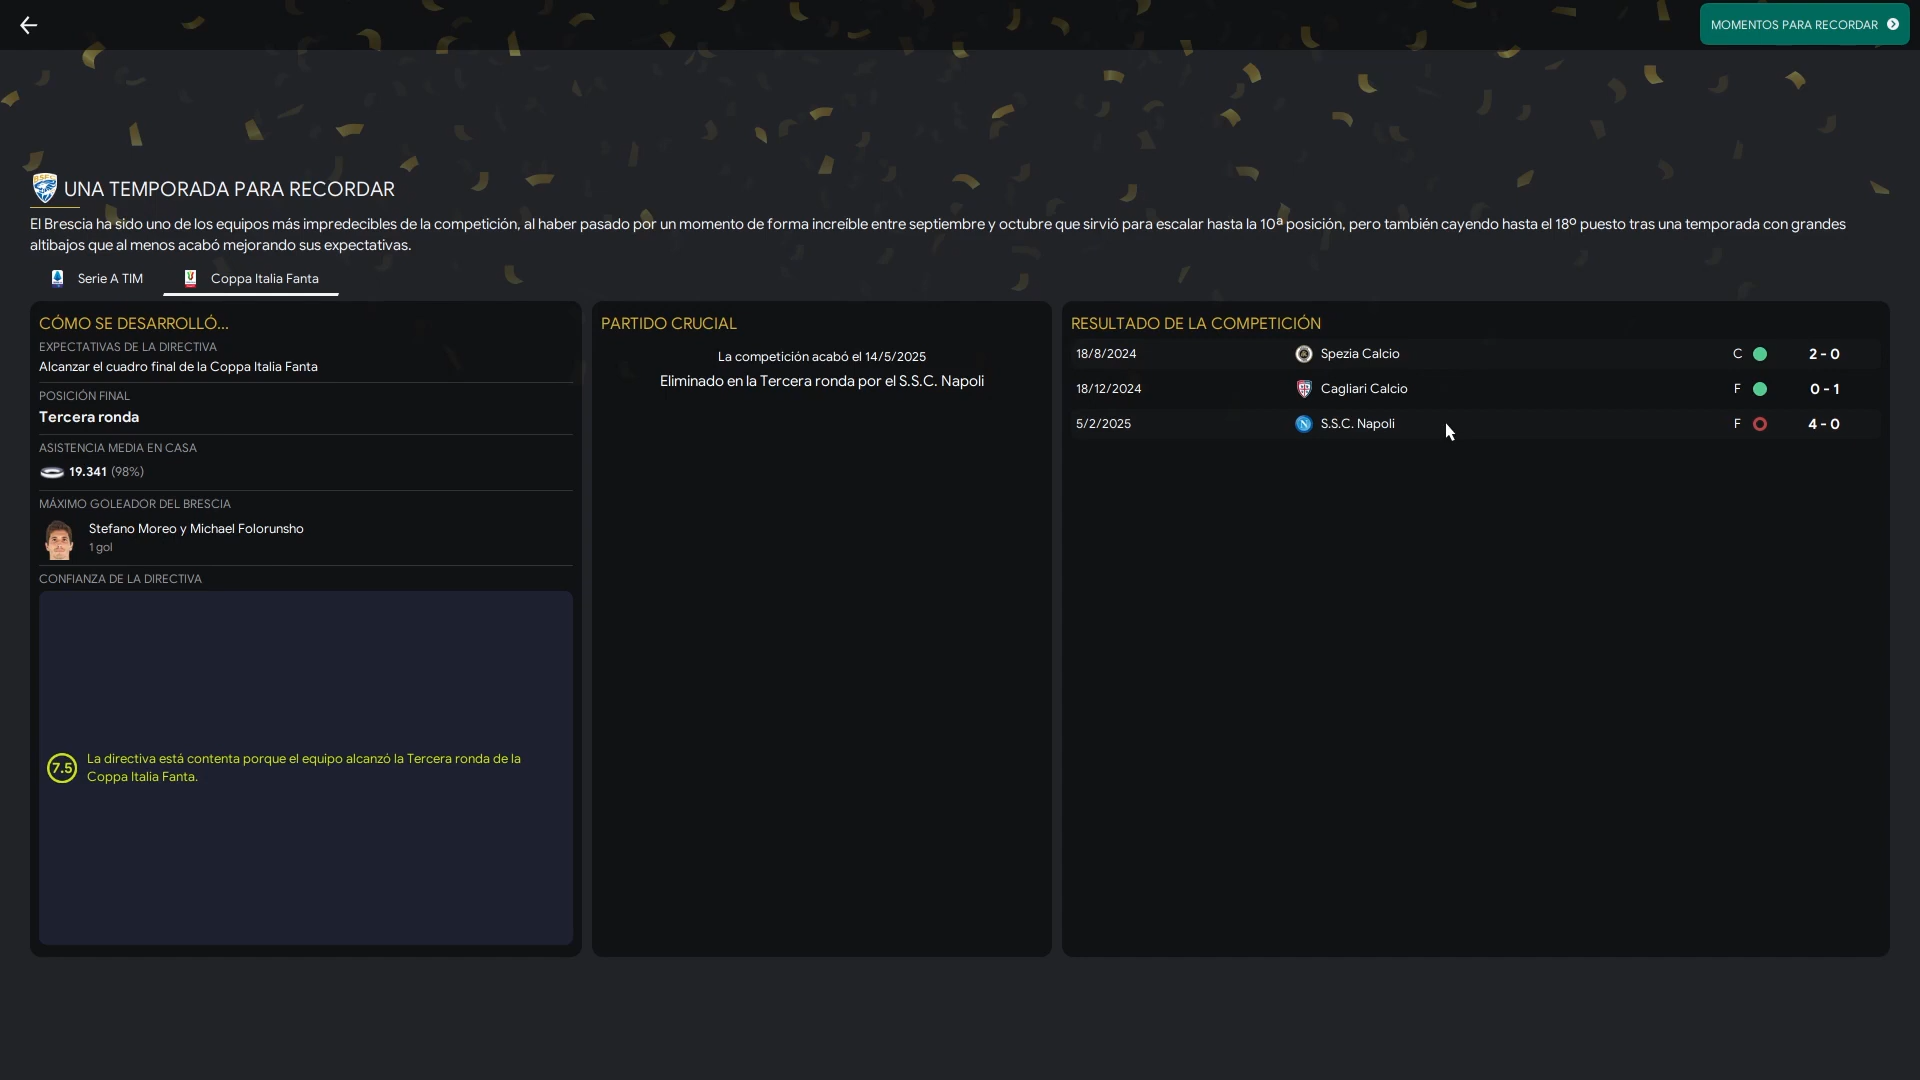 MOMENTOS PARA RECORDAR
UNA TEMPORADA PARA RECORDAR
El Brescia ha sido uno de los equipos más impredecibles de la competición, al haber pasado por un momento de forma increíble entre septiembre y octubre que sirvió para escalar hasta la 10ª posición, pero también cayendo hasta el 18º puesto tras una temporada con grandes
altibajos que al menos acabó mejorando sus expectativas.
Serie A TIM
Coppa Italia Fanta
CÓMO SE DESARROLLÓ...
EXPECTATIVAS DE LA DIRECTIVA
Alcanzar el cuadro final de la Coppa Italia Fanta
POSICIÓN FINAL
Tercera ronda
ASISTENCIA MEDIA EN CASA
19.341 (98%)
MÁXIMO GOLEADOR DEL BRESCIA
Stefano Moreo y Michael Folorunsho
1 gol
CONFIANZA DE LA DIRECTIVA
7.5
La directiva está contenta porque el equipo alcanzó la Tercera ronda de la
Coppa Italia Fanta.
PARTIDO CRUCIAL
La competición acabó el 14/5/2025
Eliminado en la Tercera ronda por el S.S.C. Napoli
RESULTADO DE LA COMPETICIÓN
18/8/2024 Spezia Calcio C 2 - 0
18/12/2024 Cagliari Calcio F 0 - 1
5/2/2025 S.S.C. Napoli F 4 - 0